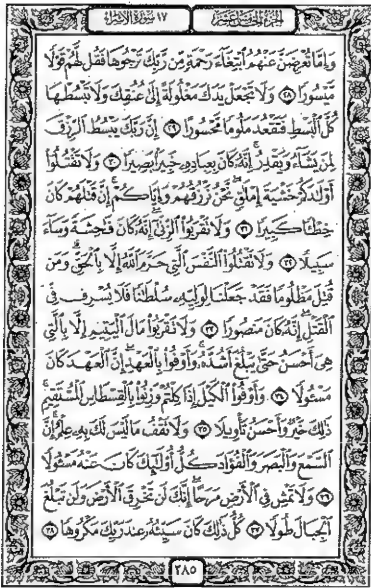 الجزء الخامس عشر ١٧ سورة الإسراء
وَإِمَّا تُعْرِضَنَّ عَنْهُمُ ٱبْتِغَآءَ رَحْمَةٍ مِّن رَّبِّكَ تَرْجُوهَا فَقُل لَّهُمْ قَوْلًا
مَّيْسُورًا ٢٨ وَلَا تَجْعَلْ يَدَكَ مَغْلُولَةً إِلَىٰ عُنُقِكَ وَلَا تَبْسُطْهَا
كُلَّ ٱلْبَسْطِ فَتَقْعُدَ مَلُومًا مَّحْسُورًا ٢٩ إِنَّ رَبَّكَ يَبْسُطُ ٱلرِّزْقَ
لِمَن يَشَآءُ وَيَقْدِرُ ۚ إِنَّهُۥ كَانَ بِعِبَادِهِۦ خَبِيرًۢا بَصِيرًا ٣٠ وَلَا تَقْتُلُوٓا۟
أَوْلَٰدَكُمْ خَشْيَةَ إِمْلَٰقٍ ۖ نَّحْنُ نَرْزُقُهُمْ وَإِيَّاكُمْ ۚ إِنَّ قَتْلَهُمْ كَانَ
خِطْـًٔا كَبِيرًا ٣١ وَلَا تَقْرَبُوا۟ ٱلزِّنَىٰٓ ۖ إِنَّهُۥ كَانَ فَٰحِشَةً وَسَآءَ
سَبِيلًا ٣٢ وَلَا تَقْتُلُوا۟ ٱلنَّفْسَ ٱلَّتِى حَرَّمَ ٱللَّهُ إِلَّا بِٱلْحَقِّ ۗ وَمَن
قُتِلَ مَظْلُومًا فَقَدْ جَعَلْنَا لِوَلِيِّهِۦ سُلْطَٰنًا فَلَا يُسْرِف فِّى
ٱلْقَتْلِ ۖ إِنَّهُۥ كَانَ مَنصُورًا ٣٣ وَلَا تَقْرَبُوا۟ مَالَ ٱلْيَتِيمِ إِلَّا بِٱلَّتِى
هِىَ أَحْسَنُ حَتَّىٰ يَبْلُغَ أَشُدَّهُۥ ۚ وَأَوْفُوا۟ بِٱلْعَهْدِ ۖ إِنَّ ٱلْعَهْدَ كَانَ
مَسْـُٔولًا ٣٤ وَأَوْفُوا۟ ٱلْكَيْلَ إِذَا كِلْتُمْ وَزِنُوا۟ بِٱلْقِسْطَاسِ ٱلْمُسْتَقِيمِ ۚ
ذَٰلِكَ خَيْرٌ وَأَحْسَنُ تَأْوِيلًا ٣٥ وَلَا تَقْفُ مَا لَيْسَ لَكَ بِهِۦ عِلْمٌ ۚ إِنَّ
ٱلسَّمْعَ وَٱلْبَصَرَ وَٱلْفُؤَادَ كُلُّ أُو۟لَٰٓئِكَ كَانَ عَنْهُ مَسْـُٔولًا
٣٦ وَلَا تَمْشِ فِى ٱلْأَرْضِ مَرَحًا ۖ إِنَّكَ لَن تَخْرِقَ ٱلْأَرْضَ وَلَن تَبْلُغَ
ٱلْجِبَالَ طُولًا ٣٧ كُلُّ ذَٰلِكَ كَانَ سَيِّئُهُۥ عِندَ رَبِّكَ مَكْرُوهًا ٣٨
٢٨٥